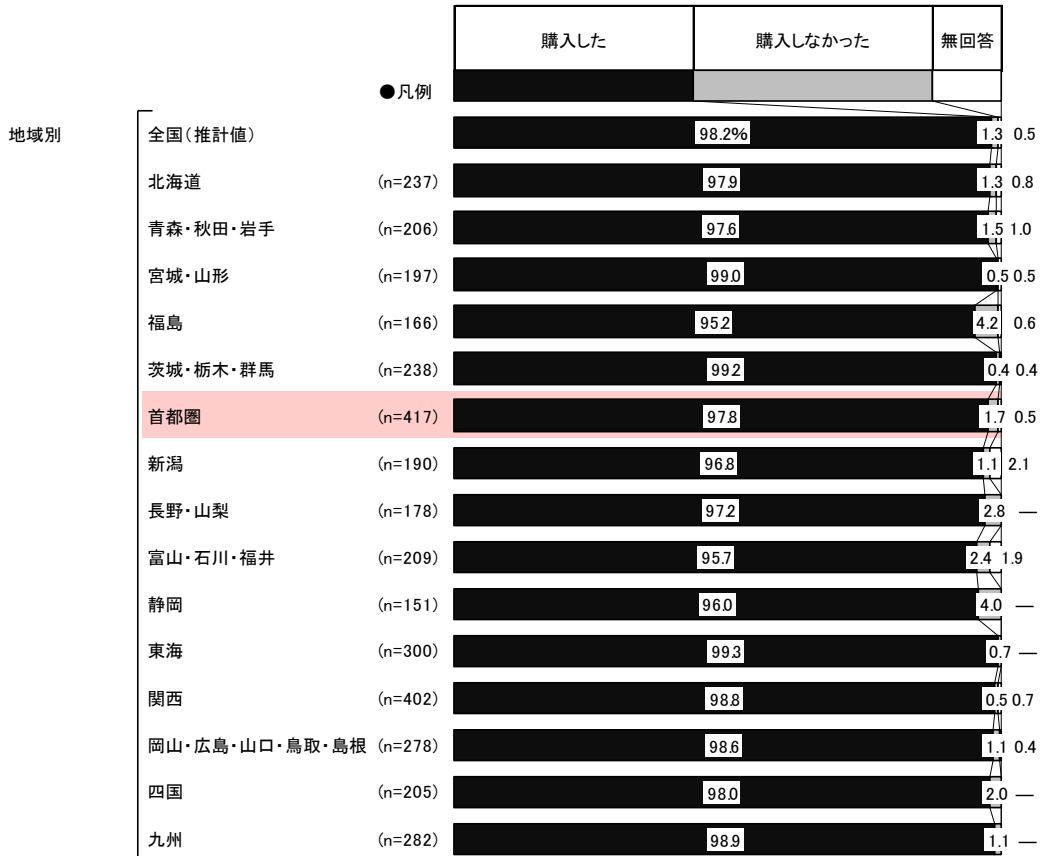 購入した 購入しなかった 無回答
●凡例
地域別 全国(推計値) 98.2% 1.3 0.5
北海道 (n=237) 97.9 1.3 0.8
青森・秋田・岩手 (n=206) 97.6 1.5 1.0
宮城・山形 (n=197) 99.0 0.5 0.5
福島 (n=166) 95.2 4.2 0.6
茨城・栃木・群馬 (n=238) 99.2 0.4 0.4
首都圏 (n=417) 97.8 1.7 0.5
新潟 (n=190) 96.8 1.1 2.1
長野・山梨 (n=178) 97.2 2.8 —
富山・石川・福井 (n=209) 95.7 2.4 1.9
静岡 (n=151) 96.0 4.0 —
東海 (n=300) 99.3 0.7 —
関西 (n=402) 98.8 0.5 0.7
岡山・広島・山口・鳥取・島根 (n=278) 98.6 1.1 0.4
四国 (n=205) 98.0 2.0 —
九州 (n=282) 98.9 1.1 —